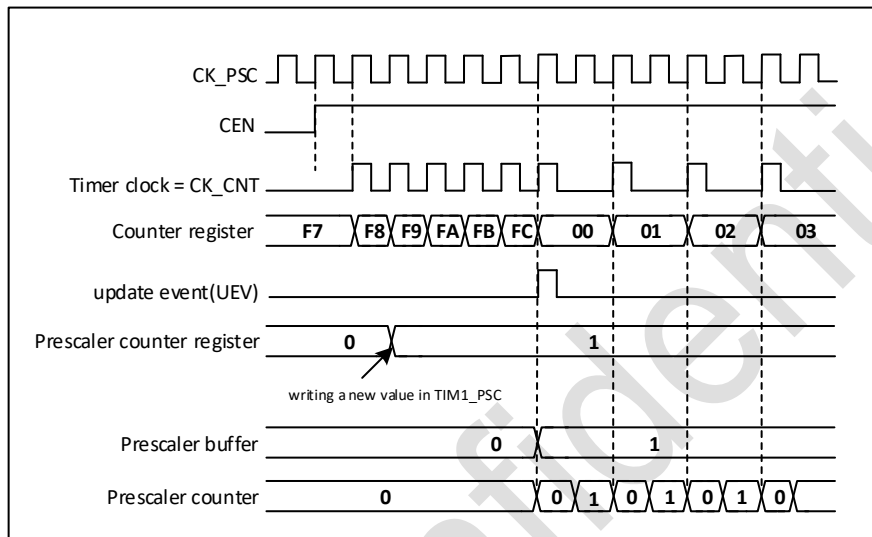 CK_PSC
CEN
Timer clock = CK_CNT
Counter register F7 F8 F9 FA FB FC 00 01 02 03
update event(UEV)
Prescaler counter register 0 1
writing a new value in TIM1_PSC
Prescaler buffer 0 1
Prescaler counter 0 0 1 0 1 0 1 0